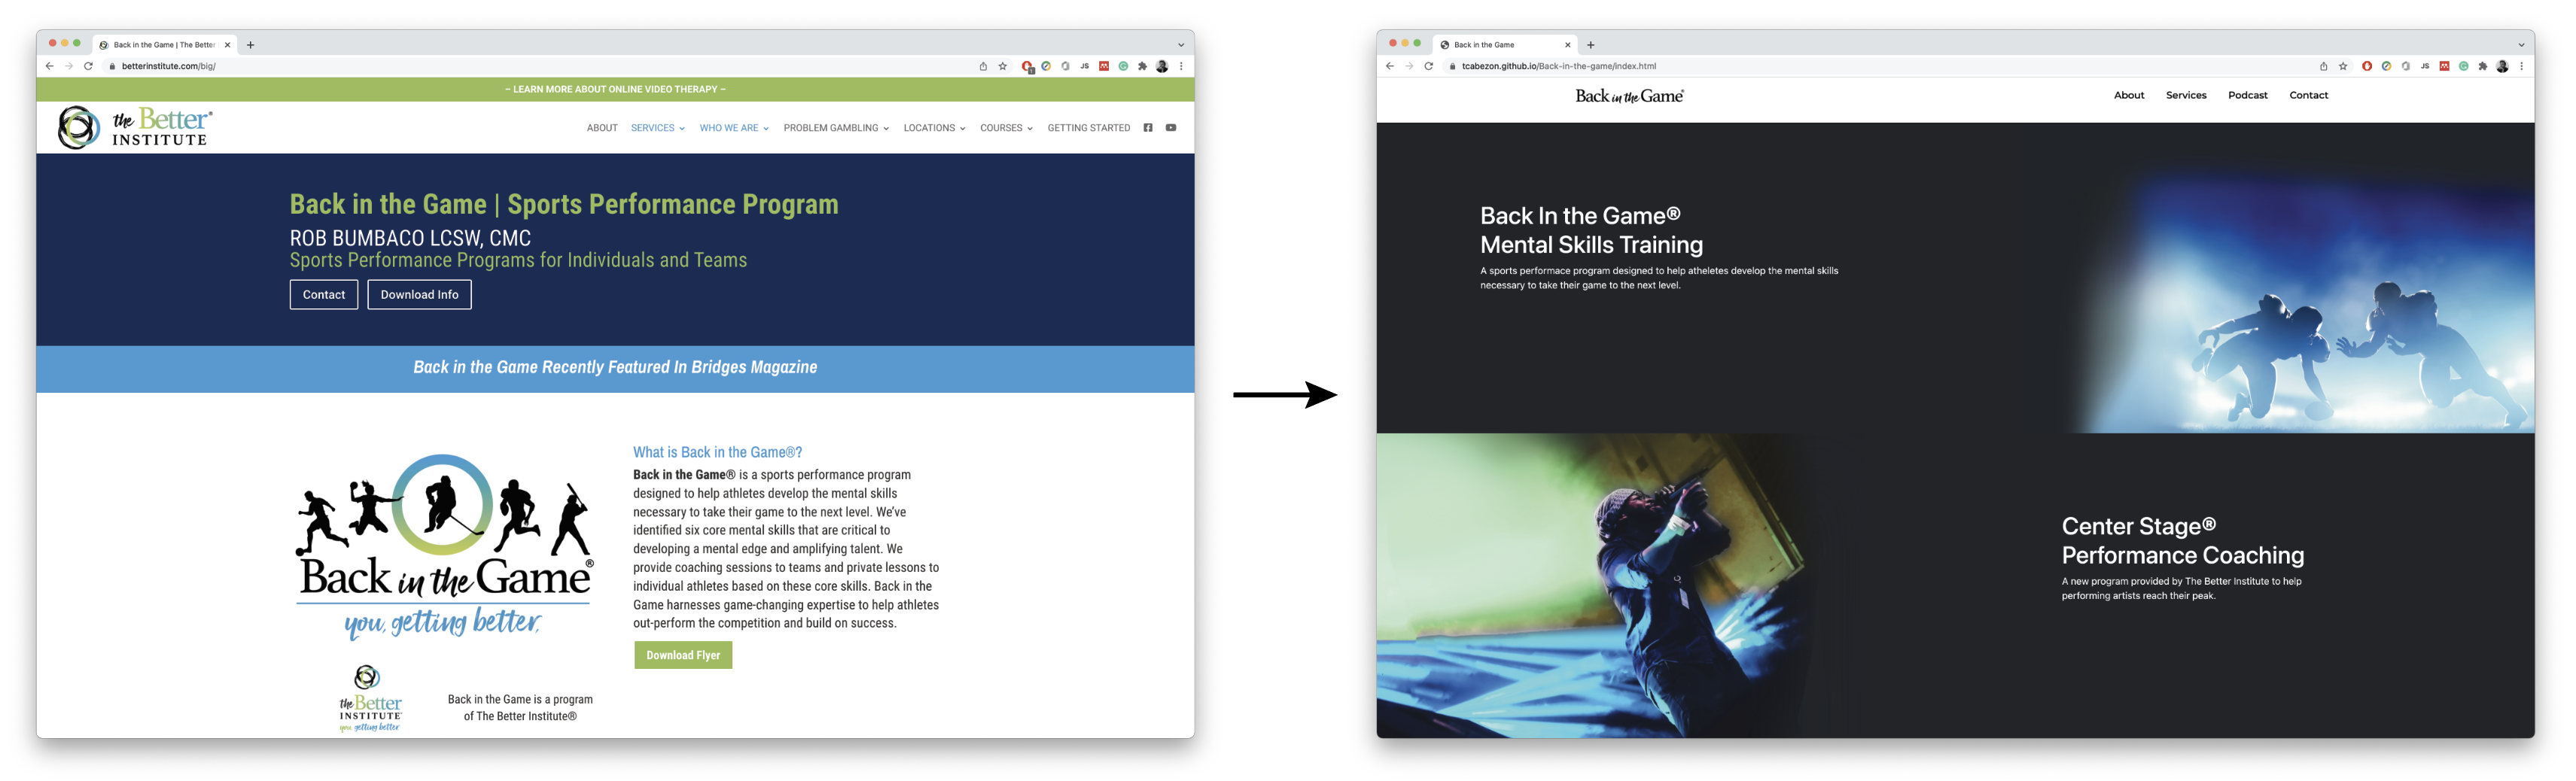 Back in the Game | The Better
betterinstitute.com/big/
– LEARN MORE ABOUT ONLINE VIDEO THERAPY –
the Better®
INSTITUTE
ABOUT SERVICES WHO WE ARE PROBLEM GAMBLING LOCATIONS COURSES GETTING STARTED
Back in the Game | Sports Performance Program
ROB BUMBACO LCSW, CMC
Sports Performance Programs for Individuals and Teams
Contact Download Info
Back in the Game Recently Featured In Bridges Magazine
Back in the Game®
you, getting better,
the Better
INSTITUTE
you, getting better
Back in the Game is a program
of The Better Institute®
What is Back in the Game®?
Back in the Game® is a sports performance program
designed to help athletes develop the mental skills
necessary to take their game to the next level. We've
identified six core mental skills that are critical to
developing a mental edge and amplifying talent. We
provide coaching sessions to teams and private lessons to
individual athletes based on these core skills. Back in the
Game harnesses game-changing expertise to help athletes
out-perform the competition and build on success.
Download Flyer
Back in the Game
tcabezon.github.io/Back-in-the-game/index.html
Back in the Game®
About Services Podcast Contact
Back In the Game®
Mental Skills Training
A sports performace program designed to help atheletes develop the mental skills
necessary to take their game to the next level.
Center Stage®
Performance Coaching
A new program provided by The Better Institute to help
performing artists reach their peak.